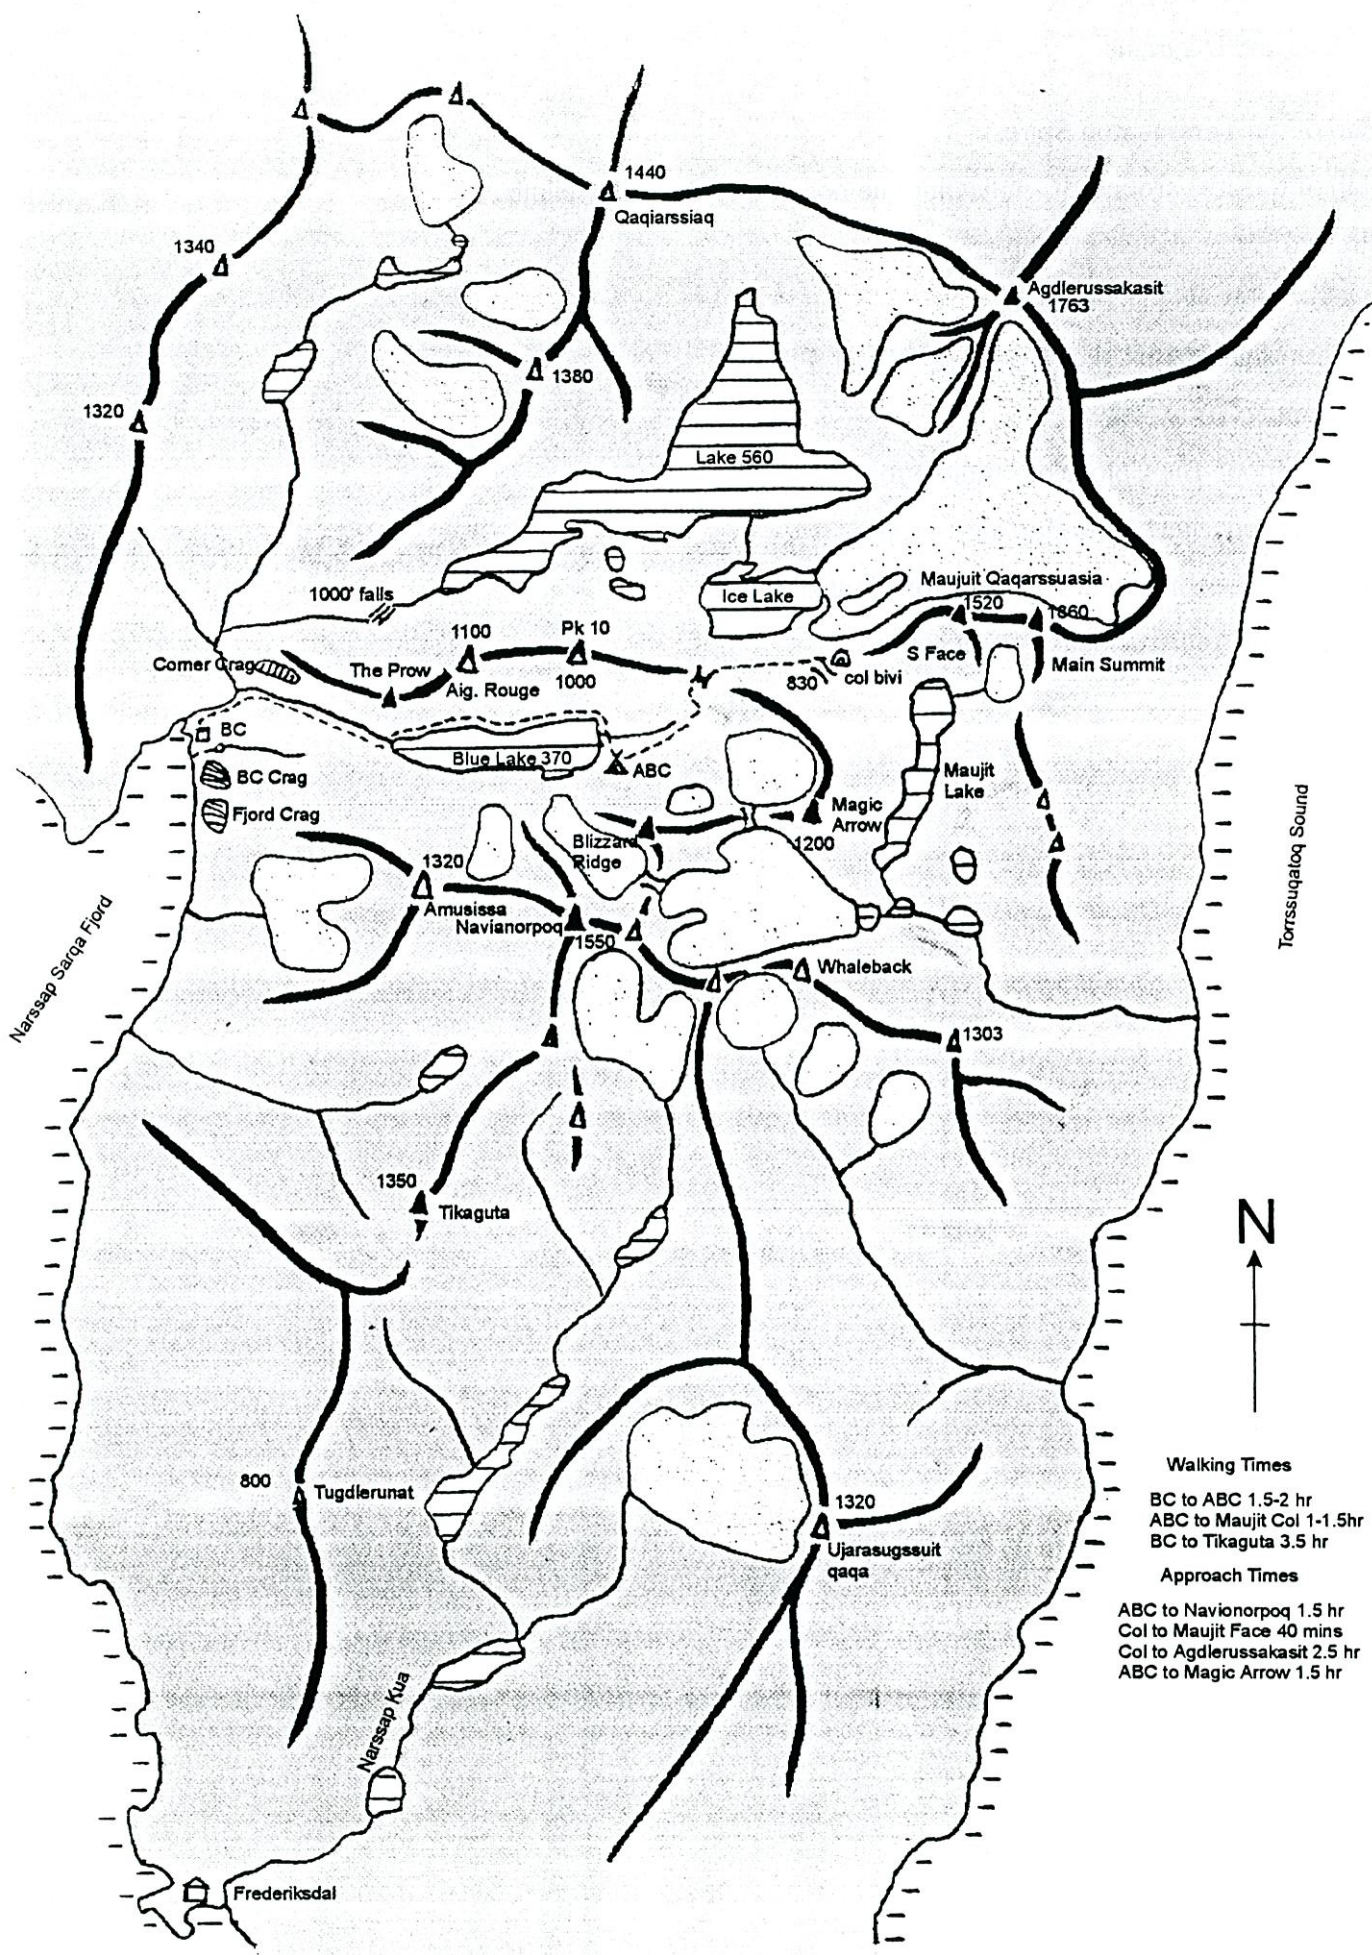 1440
Qaqiarssiaq
1340
Agdlerussakasit
1763
1380
1320
Lake 560
1000' falls
Ice Lake
Maujuit Qaqarssuasia
1520
1860
1100
Pk 10
S Face
Main Summit
Corner Crag
The Prow
Aig. Rouge
1000
830
col bivi
BC
Blue Lake 370
ABC
BC Crag
Maujit
Lake
Fjord Crag
Magic
Arrow
1200
Blizzard
Ridge
1320
Amusissa
Navianorpoq
1550
Whaleback
Narssap Sarqa Fjord
Torrssuqatoq Sound
1303
1350
Tikaguta
N
800
Tugdlerunat
1320
Ujarasugssuit
qaqa
Walking Times
BC to ABC 1.5-2 hr
ABC to Maujit Col 1-1.5hr
BC to Tikaguta 3.5 hr
Approach Times
ABC to Navionorpoq 1.5 hr
Col to Maujit Face 40 mins
Col to Agdlerussakasit 2.5 hr
ABC to Magic Arrow 1.5 hr
Narssap Kua
Frederiksdal